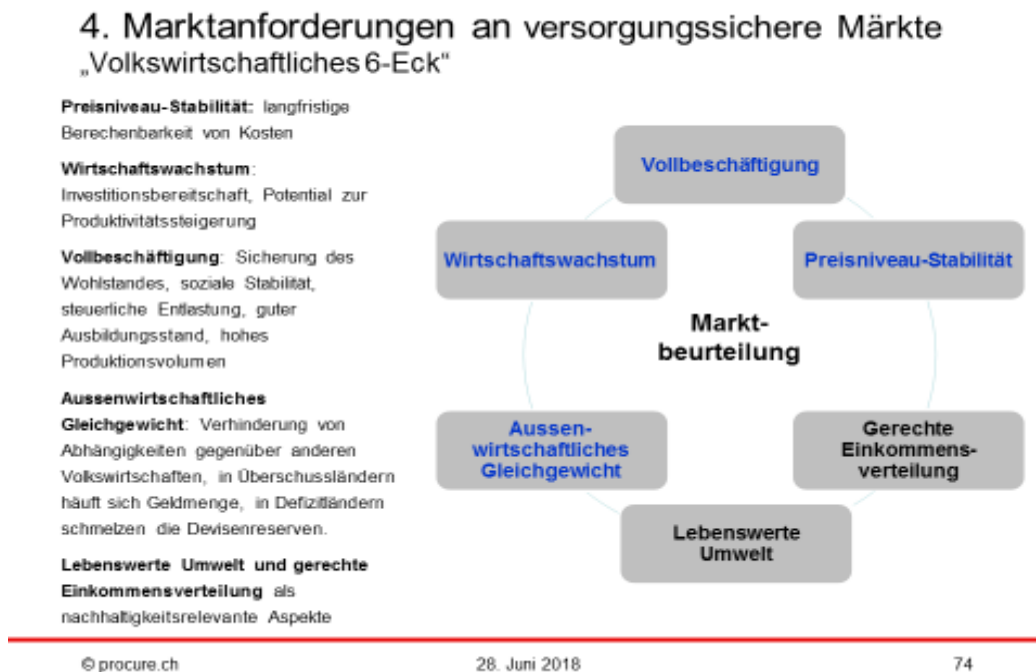 4. Marktanforderungen an versorgungssichere Märkte
„Volkswirtschaftliches 6-Eck“
Preisniveau-Stabilität: langfristige
Berechenbarkeit von Kosten
Wirtschaftswachstum:
Investitionsbereitschaft, Potential zur
Produktivitätssteigerung
Vollbeschäftigung: Sicherung des
Wohlstandes, soziale Stabilität,
steuerliche Entlastung, guter
Ausbildungsstand, hohes
Produktionsvolumen
Aussenwirtschaftliches
Gleichgewicht: Verhinderung von
Abhängigkeiten gegenüber anderen
Volkswirtschaften, in Überschussländern
häuft sich Geldmenge, in Defizitländern
schmelzen die Devisenreserven.
Lebenswerte Umwelt und gerechte
Einkommensverteilung als
nachhaltigkeitsrelevante Aspekte
Vollbeschäftigung
Wirtschaftswachstum
Preisniveau-Stabilität
Markt-
beurteilung
Aussen-
wirtschaftliches
Gleichgewicht
Gerechte
Einkommens-
verteilung
Lebenswerte
Umwelt
© procure.ch
28. Juni 2018
74